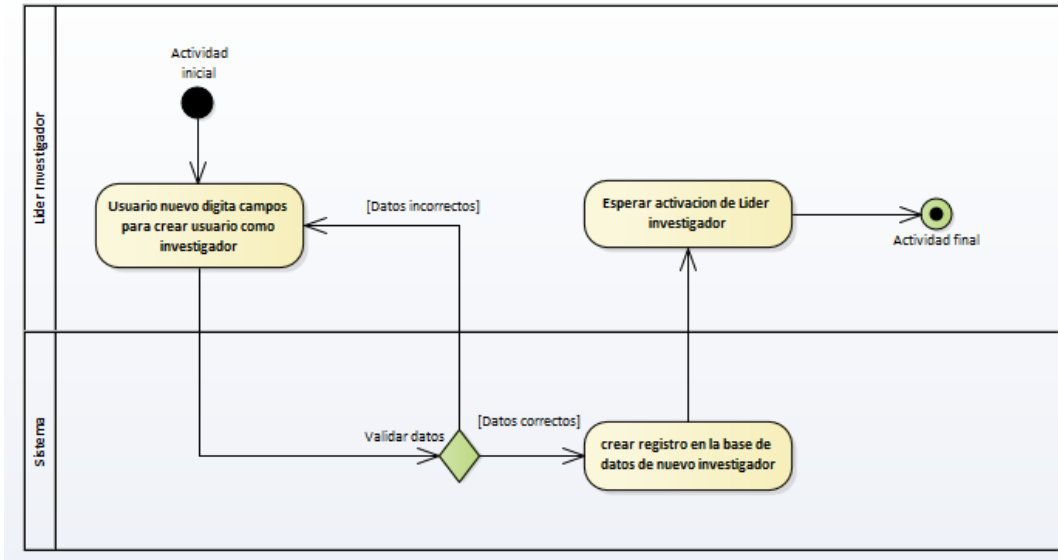 Lider Investigador
Actividad
inicial
Usuario nuevo digita campos
para crear usuario como
investigador
[Datos incorrectos]
Esperar activacion de Lider
investigador
Actividad final
Sistema
Validar datos
[Datos correctos]
crear registro en la base de
datos de nuevo investigador